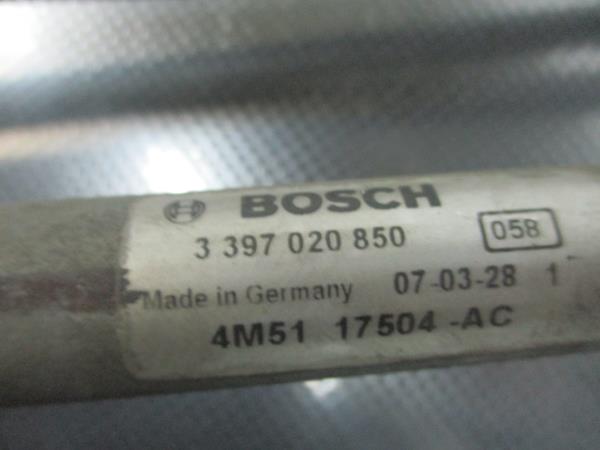 BOSCH
3 397 020 850 058
Made in Germany 07-03-28 1
4M51 17504-AC